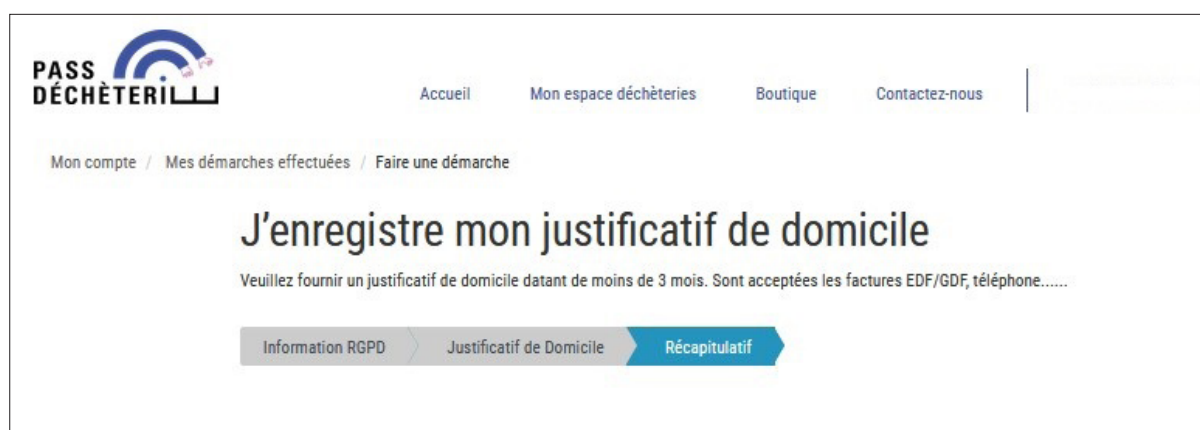 PASS
DÉCHÈTERI
Accueil Mon espace déchèteries Boutique Contactez-nous
Mon compte / Mes démarches effectuées / Faire une démarche
J’enregistre mon justificatif de domicile
Veuillez fournir un justificatif de domicile datant de moins de 3 mois. Sont acceptées les factures EDF/GDF, téléphone......
Information RGPD Justificatif de Domicile Récapitulatif